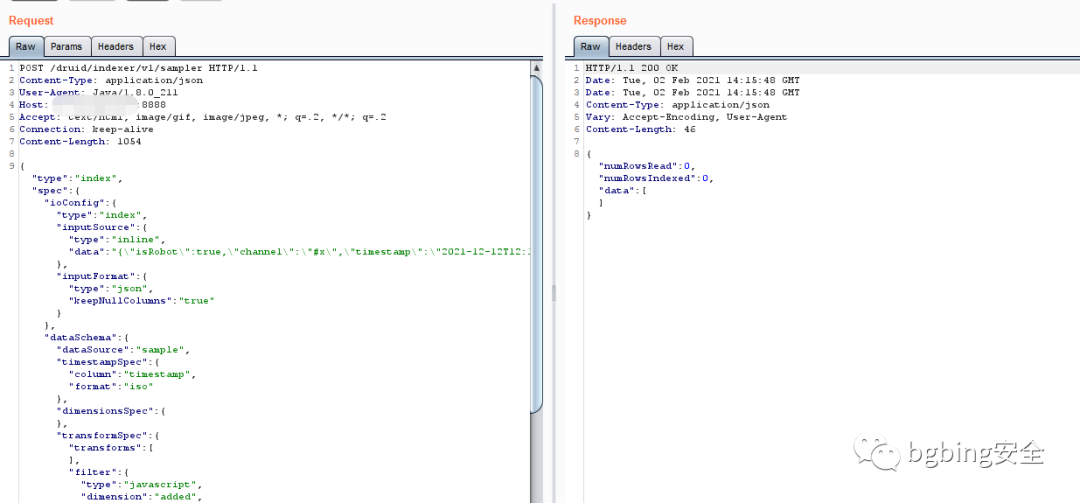 Request
Raw Params Headers Hex
1 POST /druid/indexer/v1/sampler HTTP/1.1
2 Content-Type: application/json
3 User-Agent: Java/1.8.0_211
4 Host: :8888
5 Accept: text/html, image/gif, image/jpeg, *; q=.2, */*; q=.2
6 Connection: keep-alive
7 Content-Length: 1054
8
9 {
"type":"index",
"spec":{
"ioConfig":{
"type":"index",
"inputSource":{
"type":"inline",
"data":"{\"isRobot\":true,\"channel\":\"#x\",\"timestamp\":\"2021-12-12T12:
},
"inputFormat":{
"type":"json",
"keepNullColumns":"true"
}
},
"dataSchema":{
"dataSource":"sample",
"timestampSpec":{
"column":"timestamp",
"format":"iso"
},
"dimensionsSpec":{
},
"transformSpec":{
"transforms":[
],
"filter":{
"type":"javascript",
"dimension":"added",
Response
Raw Headers Hex
1 HTTP/1.1 200 OK
2 Date: Tue, 02 Feb 2021 14:15:48 GMT
3 Date: Tue, 02 Feb 2021 14:15:48 GMT
4 Content-Type: application/json
5 Vary: Accept-Encoding, User-Agent
6 Content-Length: 46
7
8 {
"numRowsRead":0,
"numRowsIndexed":0,
"data":[
]
}
bgbing安全